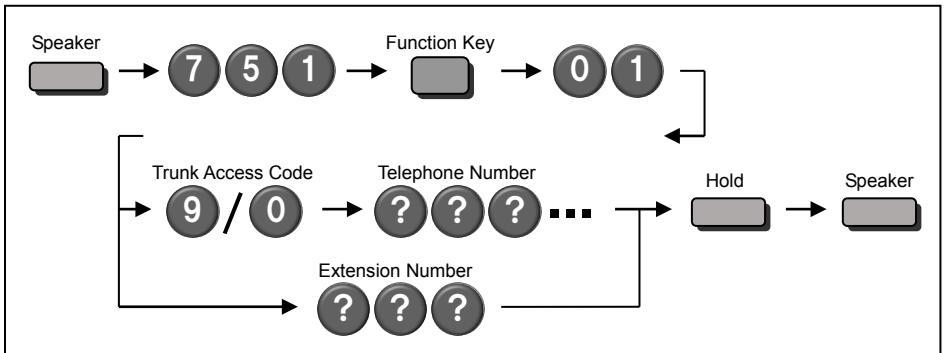 Speaker
Function Key
7 5 1
0 1
Trunk Access Code
Telephone Number
Hold
Speaker
9 / 0
? ? ? ...
Extension Number
? ? ?